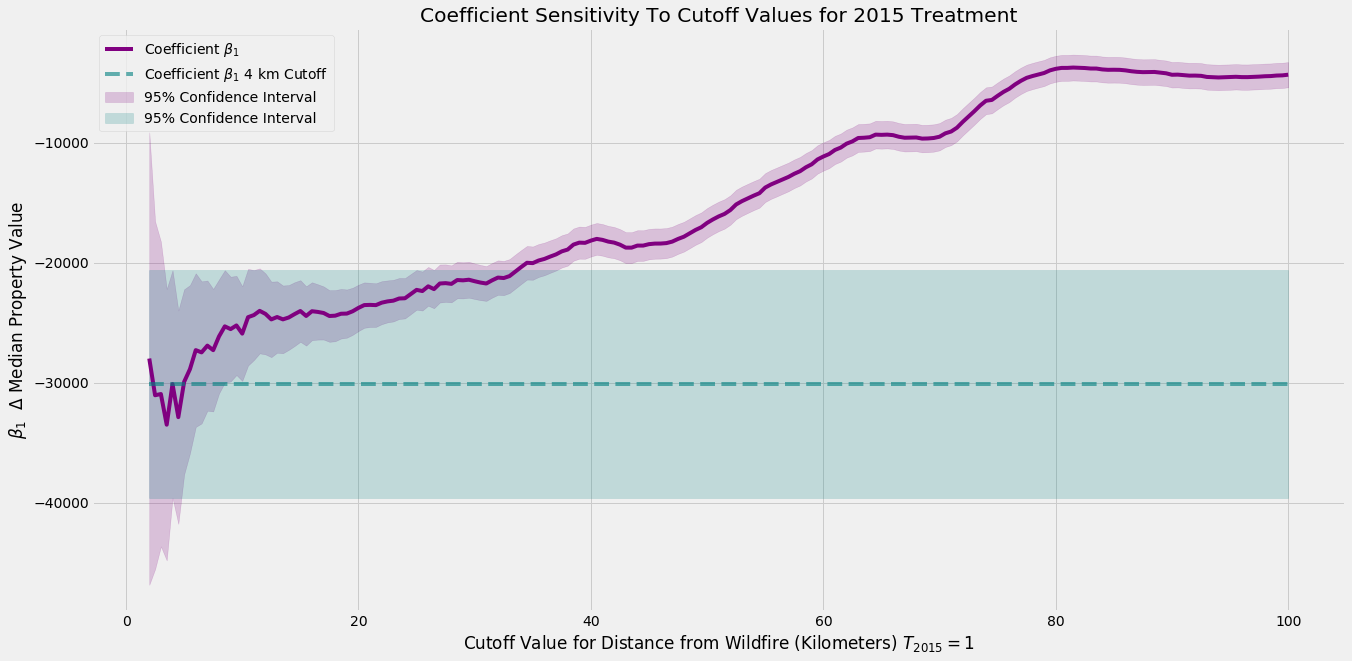 Coefficient Sensitivity To Cutoff Values for 2015 Treatment
Coefficient β₁
Coefficient β₁ 4 km Cutoff
95% Confidence Interval
95% Confidence Interval
−10000
−20000
−30000
−40000
β₁ Δ Median Property Value
0 20 40 60 80 100
Cutoff Value for Distance from Wildfire (Kilometers) T₂₀₁₅ = 1